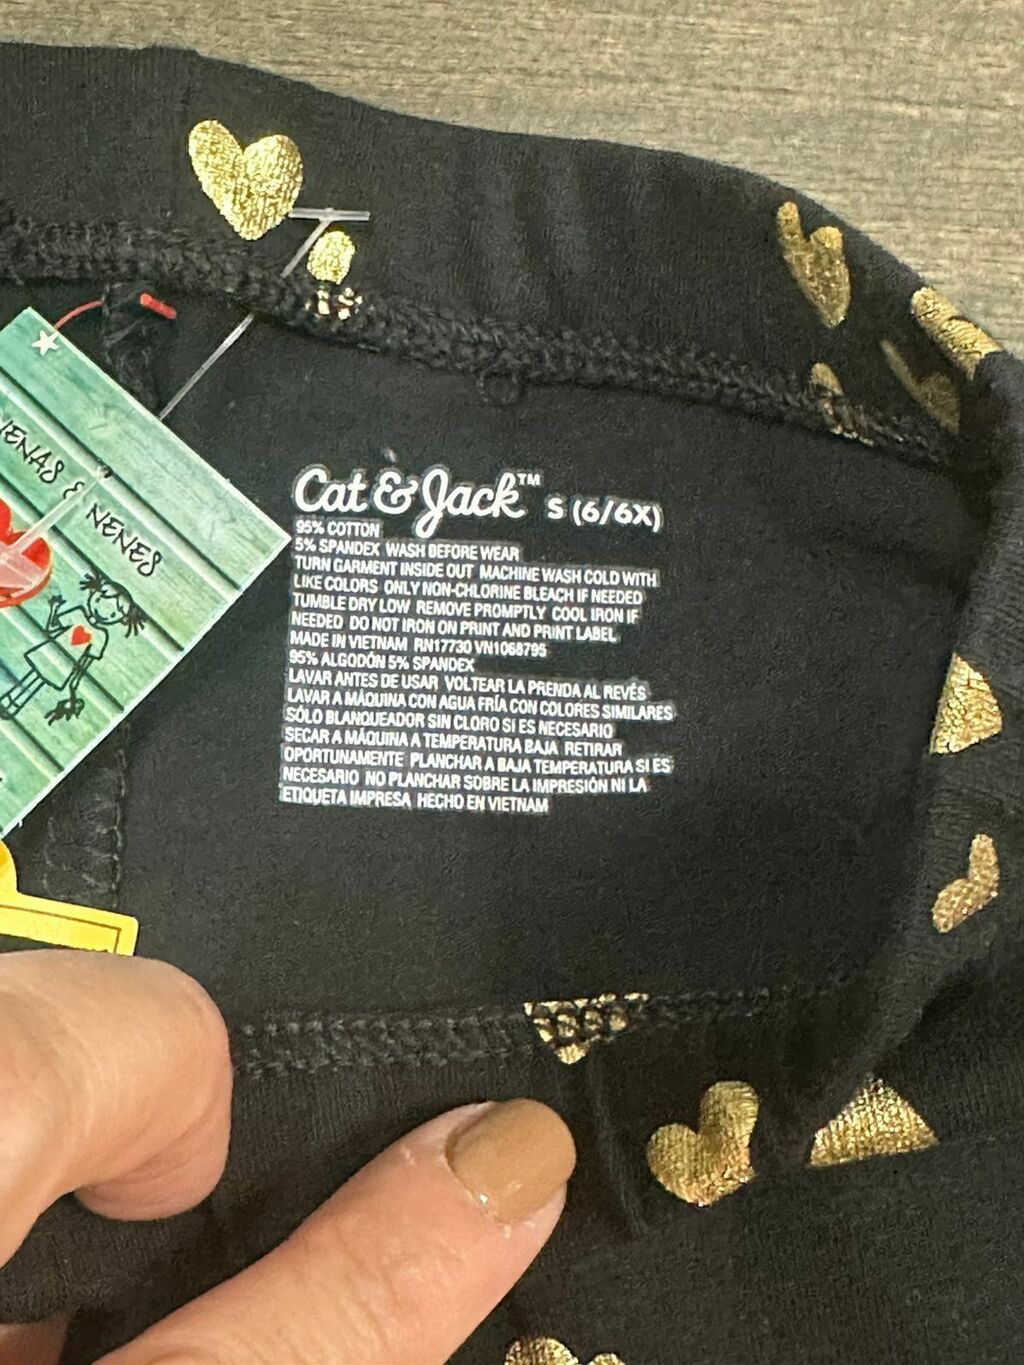 NENAS &
NENES
Cat & Jack™ S (6/6X)
95% COTTON
5% SPANDEX WASH BEFORE WEAR
TURN GARMENT INSIDE OUT MACHINE WASH COLD WITH
LIKE COLORS ONLY NON-CHLORINE BLEACH IF NEEDED
TUMBLE DRY LOW REMOVE PROMPTLY COOL IRON IF
NEEDED DO NOT IRON ON PRINT AND PRINT LABEL
MADE IN VIETNAM RN17730 VN1068795
95% ALGODÓN 5% SPANDEX
LAVAR ANTES DE USAR VOLTEAR LA PRENDA AL REVÉS
LAVAR A MÁQUINA CON AGUA FRÍA CON COLORES SIMILARES
SÓLO BLANQUEADOR SIN CLORO SI ES NECESARIO
SECAR A MÁQUINA A TEMPERATURA BAJA RETIRAR
OPORTUNAMENTE PLANCHAR A BAJA TEMPERATURA SI ES
NECESARIO NO PLANCHAR SOBRE LA IMPRESIÓN NI LA
ETIQUETA IMPRESA HECHO EN VIETNAM